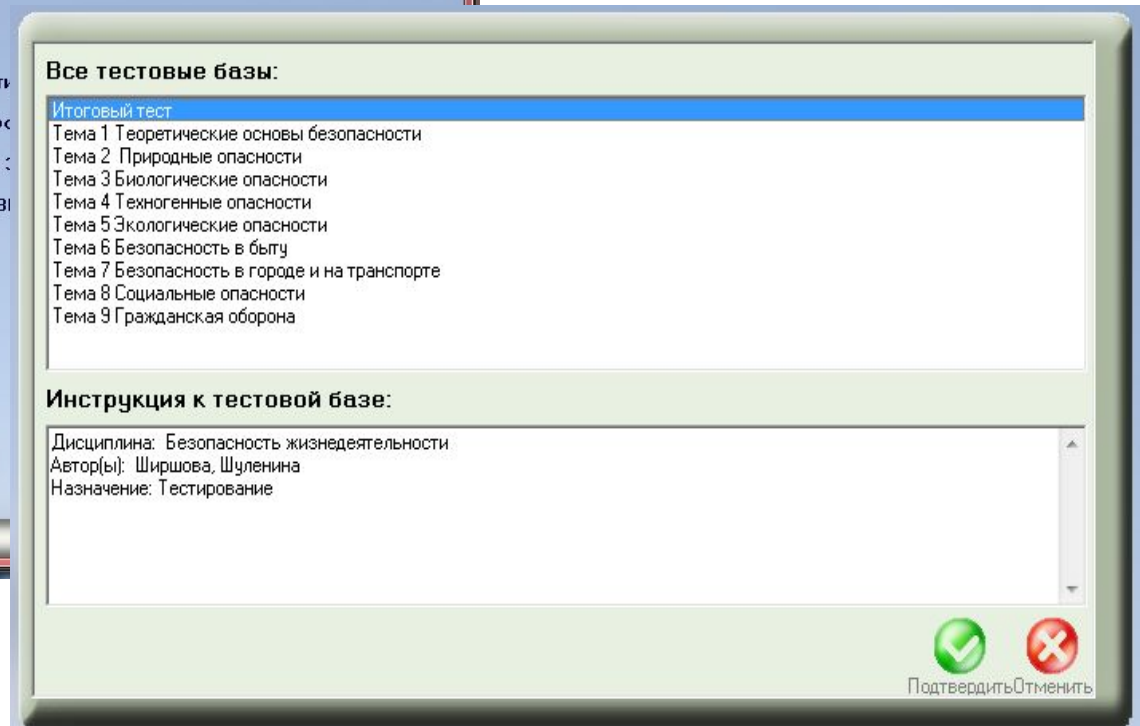 Все тестовые базы:
Итоговый тест
Тема 1 Теоретические основы безопасности
Тема 2 Природные опасности
Тема 3 Биологические опасности
Тема 4 Техногенные опасности
Тема 5 Экологические опасности
Тема 6 Безопасность в быту
Тема 7 Безопасность в городе и на транспорте
Тема 8 Социальные опасности
Тема 9 Гражданская оборона
Инструкция к тестовой базе:
Дисциплина: Безопасность жизнедеятельности
Автор(ы): Ширшова, Шуленина
Назначение: Тестирование
Подтвердить Отменить